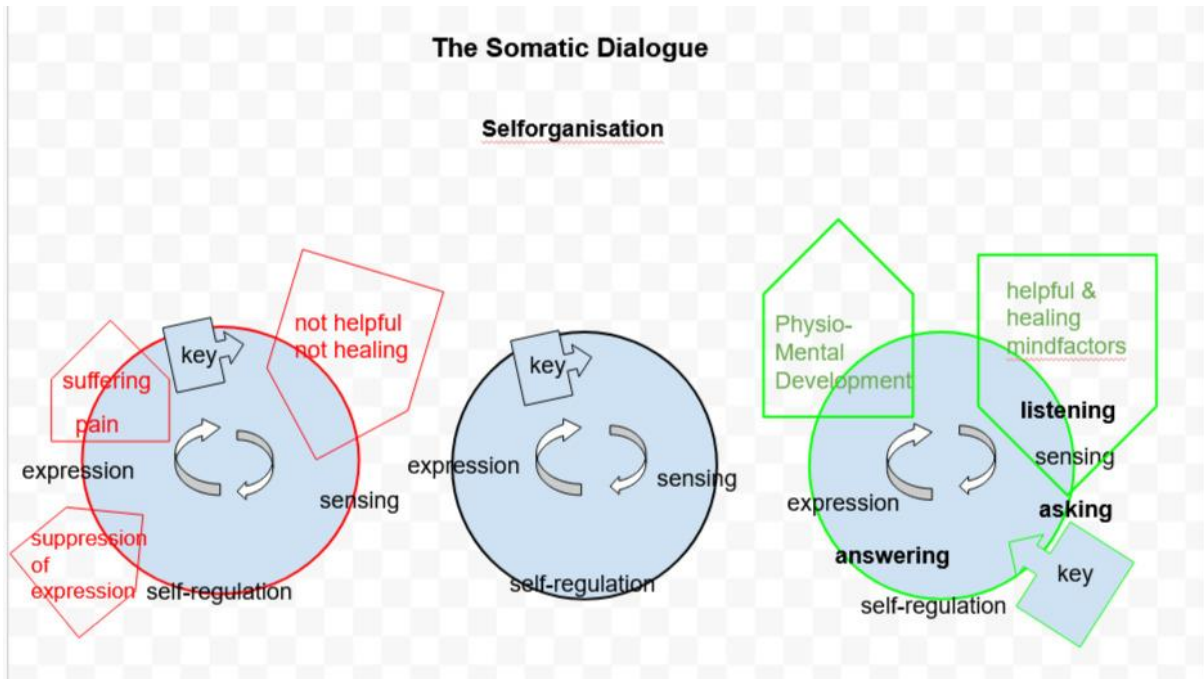 The Somatic Dialogue
Selforganisation
not helpful
not healing
key
suffering
pain
expression
sensing
suppression
of
expression
self-regulation
key
expression
sensing
self-regulation
Physio-
Mental
Development
helpful &
healing
mindfactors
listening
sensing
expression
asking
answering
key
self-regulation